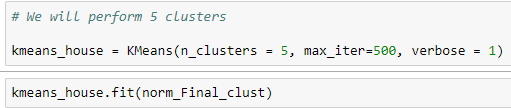 # We will perform 5 clusters
kmeans_house = KMeans(n_clusters = 5, max_iter=500, verbose = 1)
kmeans_house.fit(norm_Final_clust)